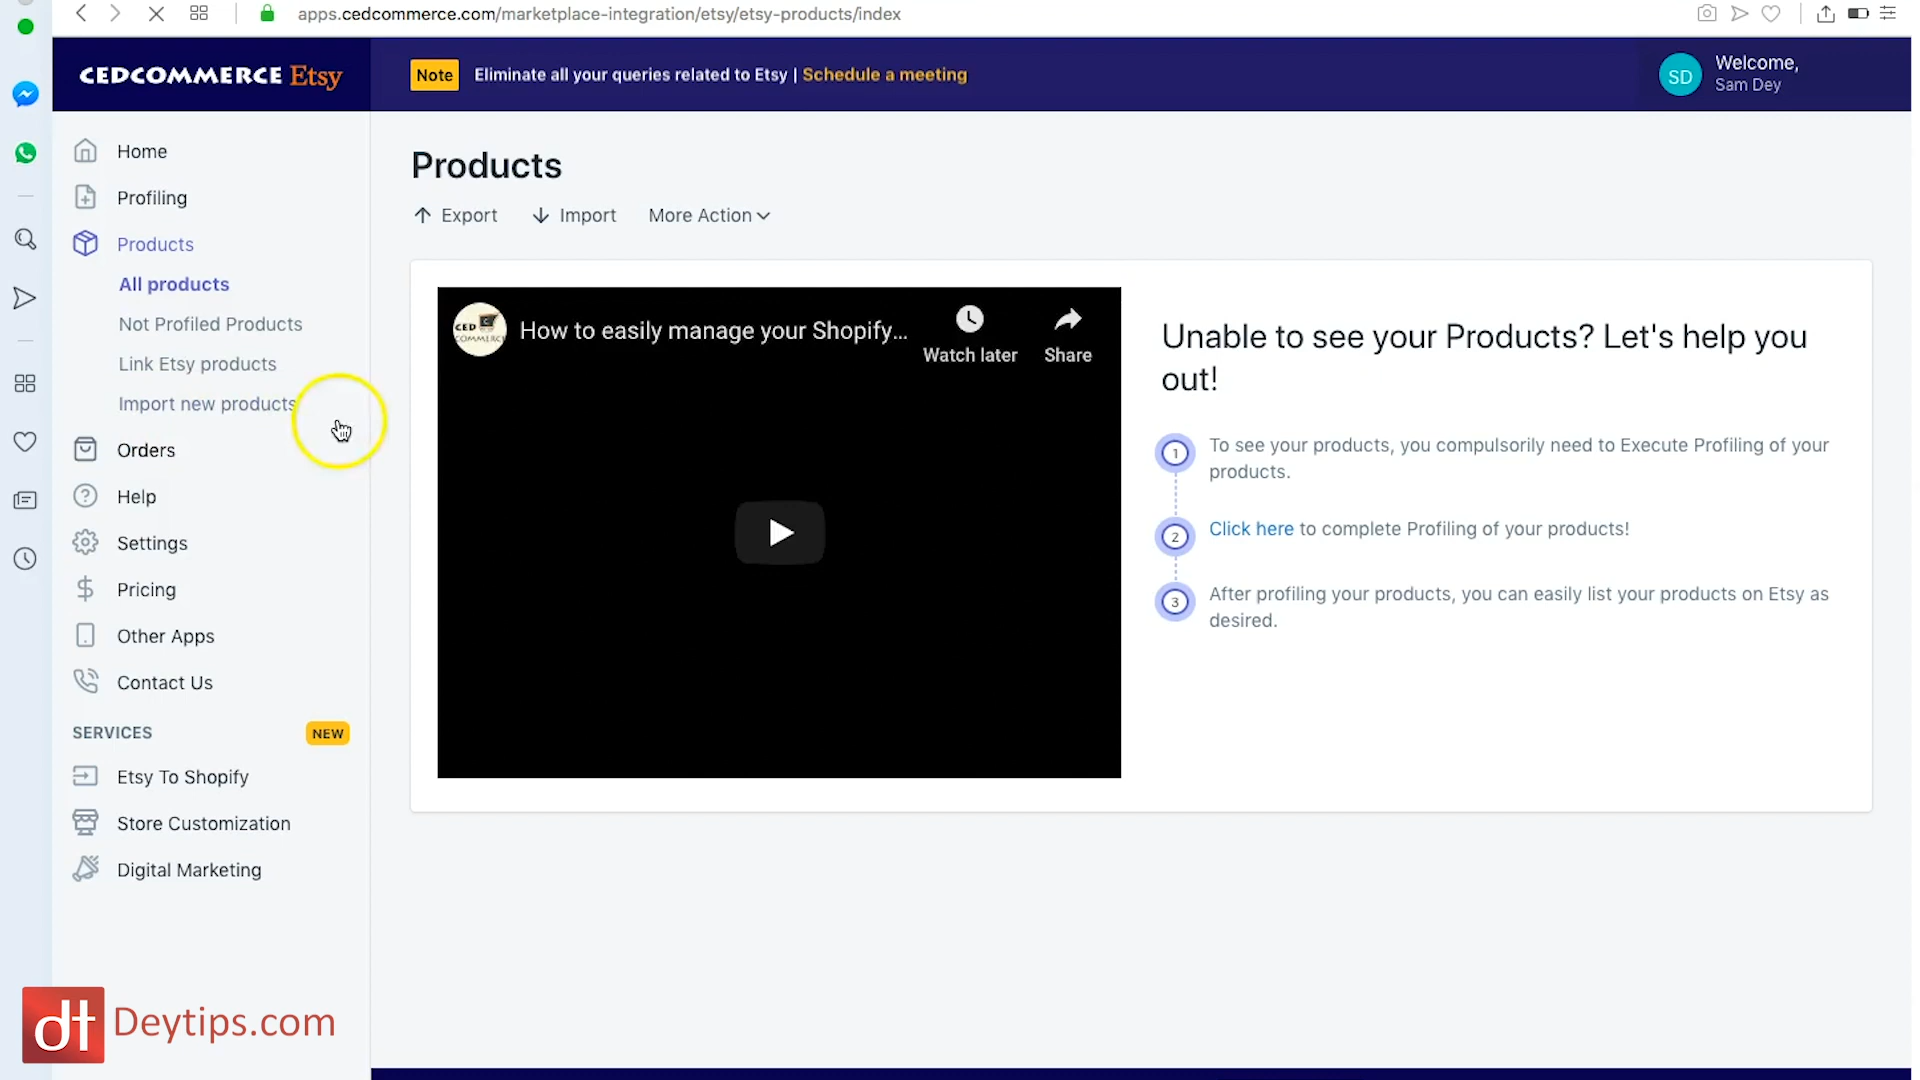 apps.cedcommerce.com/marketplace-integration/etsy/etsy-products/index
CEDCOMMERCE Etsy
Note Eliminate all your queries related to Etsy | Schedule a meeting
SD
Welcome,
Sam Dey
Home
Profiling
Products
All products
Not Profiled Products
Link Etsy products
Import new products
Orders
Help
Settings
Pricing
Other Apps
Contact Us
SERVICES NEW
Etsy To Shopify
Store Customization
Digital Marketing
Products
Export Import More Action
CED COMMERCE
How to easily manage your Shopify...
Watch later
Share
Unable to see your Products? Let's help you
out!
1 To see your products, you compulsorily need to Execute Profiling of your
products.
2 Click here to complete Profiling of your products!
3 After profiling your products, you can easily list your products on Etsy as
desired.
dt Deytips.com